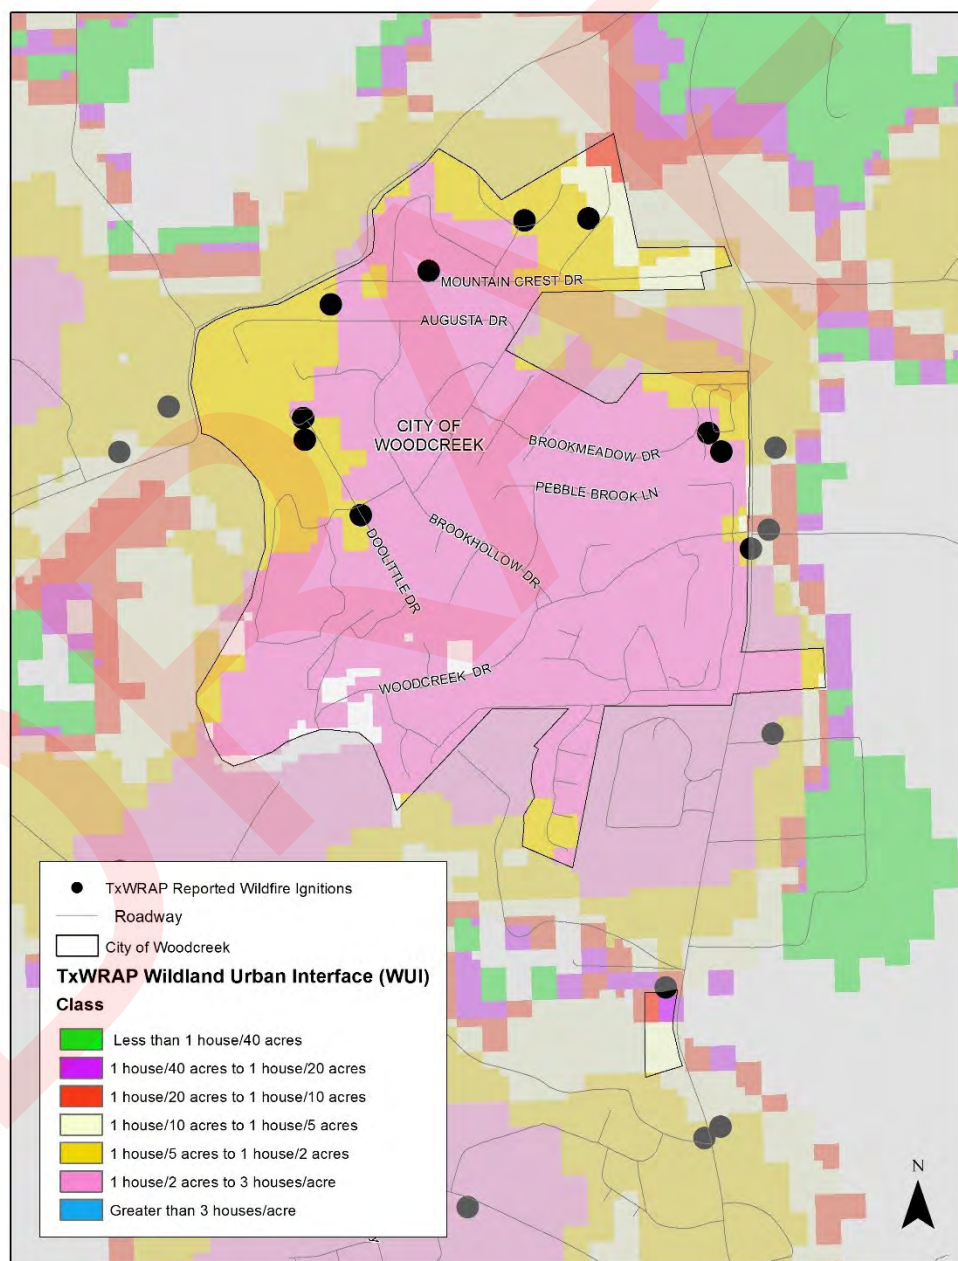 MOUNTAIN CREST DR
AUGUSTA DR
CITY OF
WOODCREEK
BROOKMEADOW DR
PEBBLE BROOK LN
BROOKHOLLOW DR
DOOLITTLE DR
WOODCREEK DR
TxWRAP Reported Wildfire Ignitions
Roadway
City of Woodcreek
TxWRAP Wildland Urban Interface (WUI)
Class
Less than 1 house/40 acres
1 house/40 acres to 1 house/20 acres
1 house/20 acres to 1 house/10 acres
1 house/10 acres to 1 house/5 acres
1 house/5 acres to 1 house/2 acres
1 house/2 acres to 3 houses/acre
Greater than 3 houses/acre
N
DRAFT